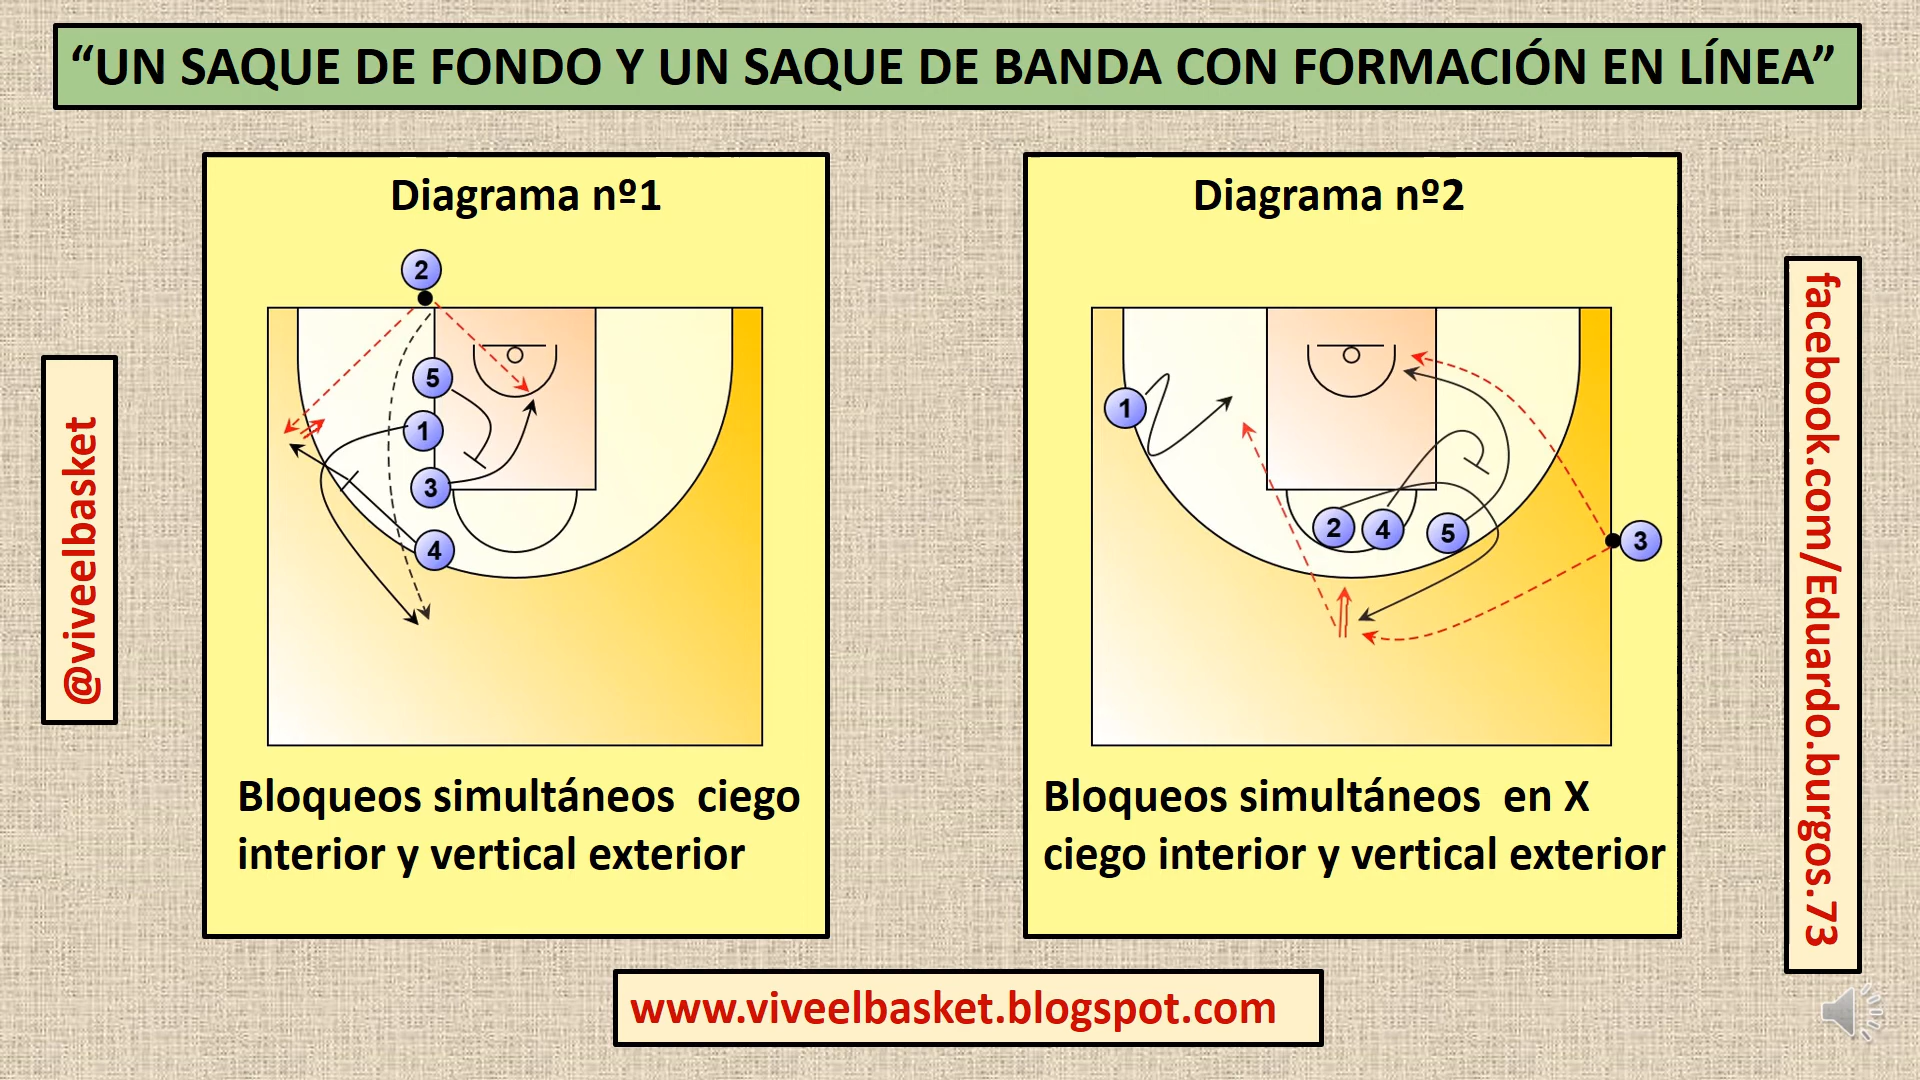 “UN SAQUE DE FONDO Y UN SAQUE DE BANDA CON FORMACIÓN EN LÍNEA”
@viveelbasket
Diagrama nº1
2
5
1
3
4
Bloqueos simultáneos ciego
interior y vertical exterior
Diagrama nº2
1
2
4
5
3
Bloqueos simultáneos en X
ciego interior y vertical exterior
facebook.com/Eduardo.burgos.73
www.viveelbasket.blogspot.com